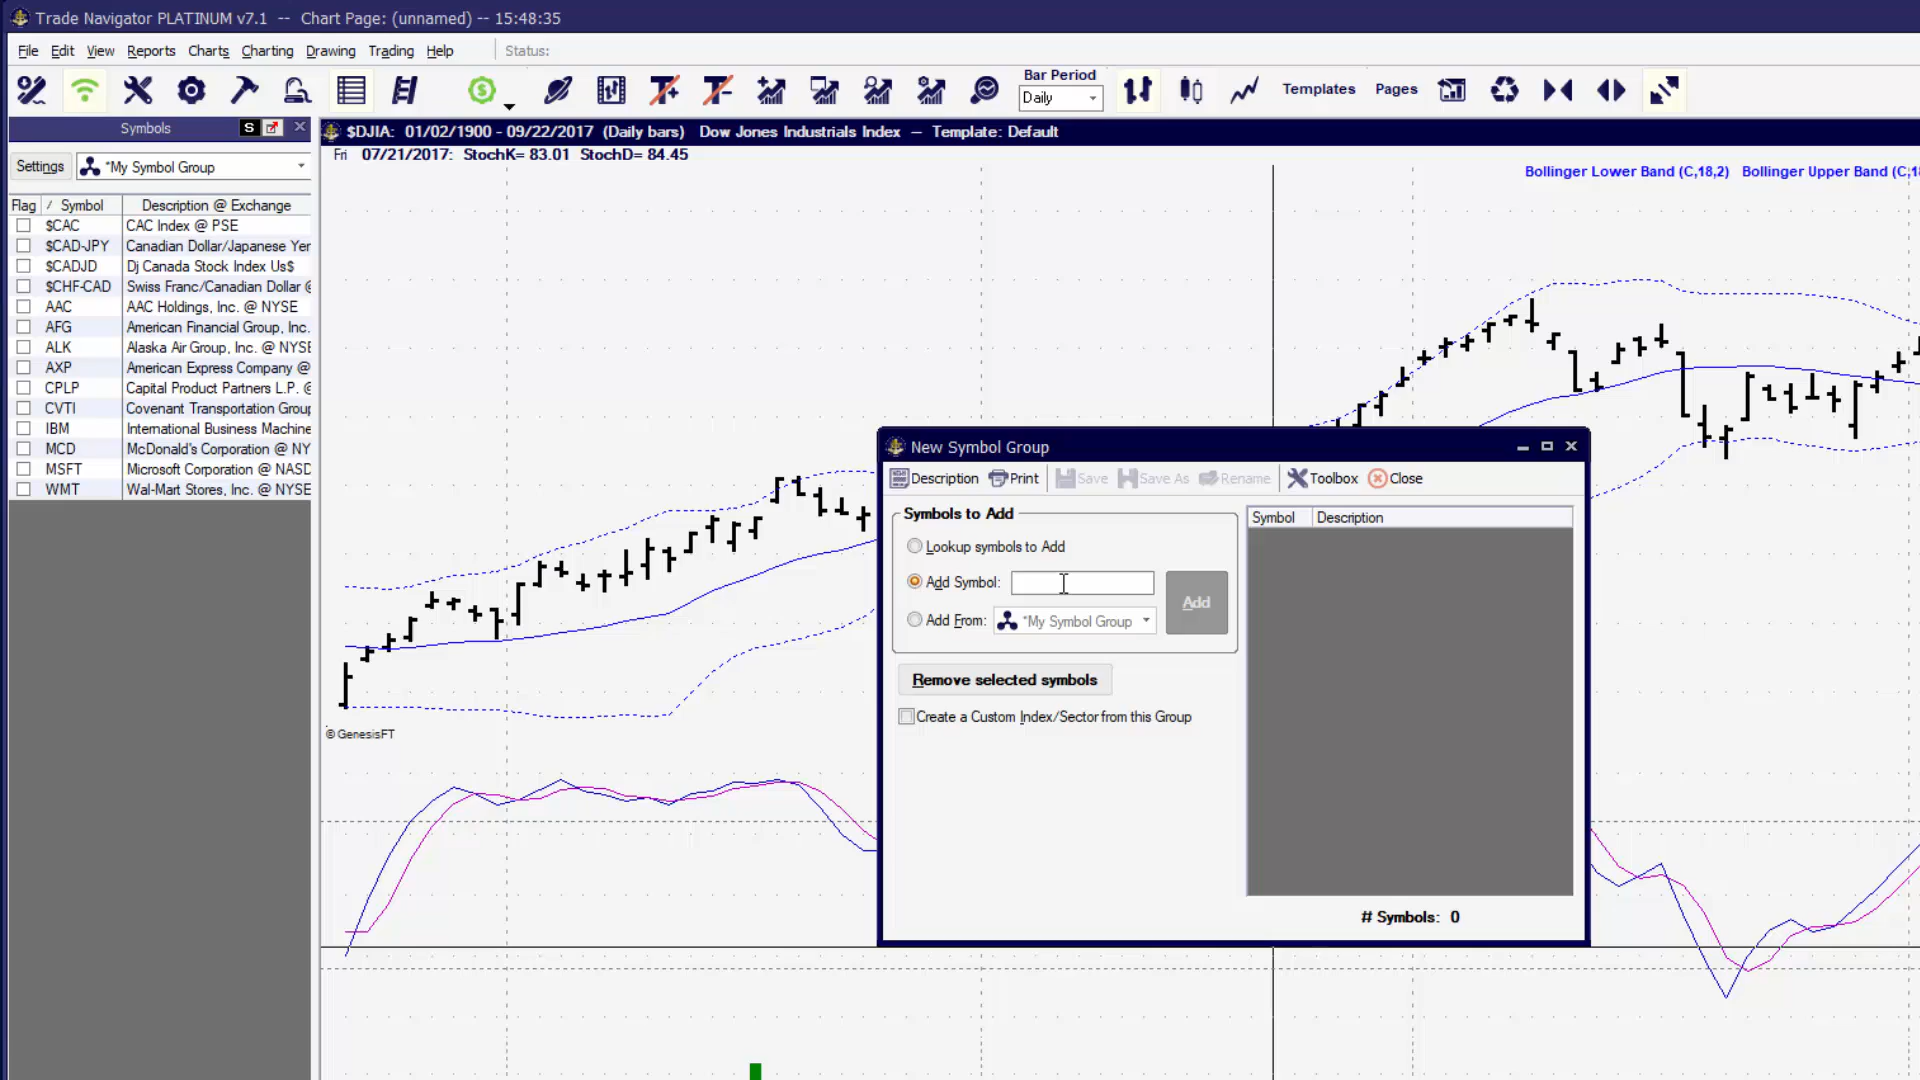 Trade Navigator PLATINUM v7.1 -- Chart Page: (unnamed) -- 15:48:35
File Edit View Reports Charts Charting Drawing Trading Help Status:
Bar Period
Daily
Templates Pages
Symbols S
$DJIA: 01/02/1900 - 09/22/2017 (Daily bars) Dow Jones Industrials Index – Template: Default
Fri 07/21/2017: StochK= 83.01 StochD= 84.45
Bollinger Lower Band (C,18,2) Bollinger Upper Band (C,18
Settings *My Symbol Group
Flag / Symbol Description @ Exchange
$CAC CAC Index @ PSE
$CAD-JPY Canadian Dollar/Japanese Yer
$CADJD Dj Canada Stock Index Us$
$CHF-CAD Swiss Franc/Canadian Dollar @
AAC AAC Holdings, Inc. @ NYSE
AFG American Financial Group, Inc.
ALK Alaska Air Group, Inc. @ NYSE
AXP American Express Company @
CPLP Capital Product Partners L.P. @
CVTI Covenant Transportation Group
IBM International Business Machine
MCD McDonald's Corporation @ NY
MSFT Microsoft Corporation @ NASD
WMT Wal-Mart Stores, Inc. @ NYSE
© GenesisFT
New Symbol Group
Description Print Save Save As Rename Toolbox Close
Symbols to Add
Lookup symbols to Add
Add Symbol:
Add From: *My Symbol Group
Add
Remove selected symbols
Create a Custom Index/Sector from this Group
Symbol Description
# Symbols: 0